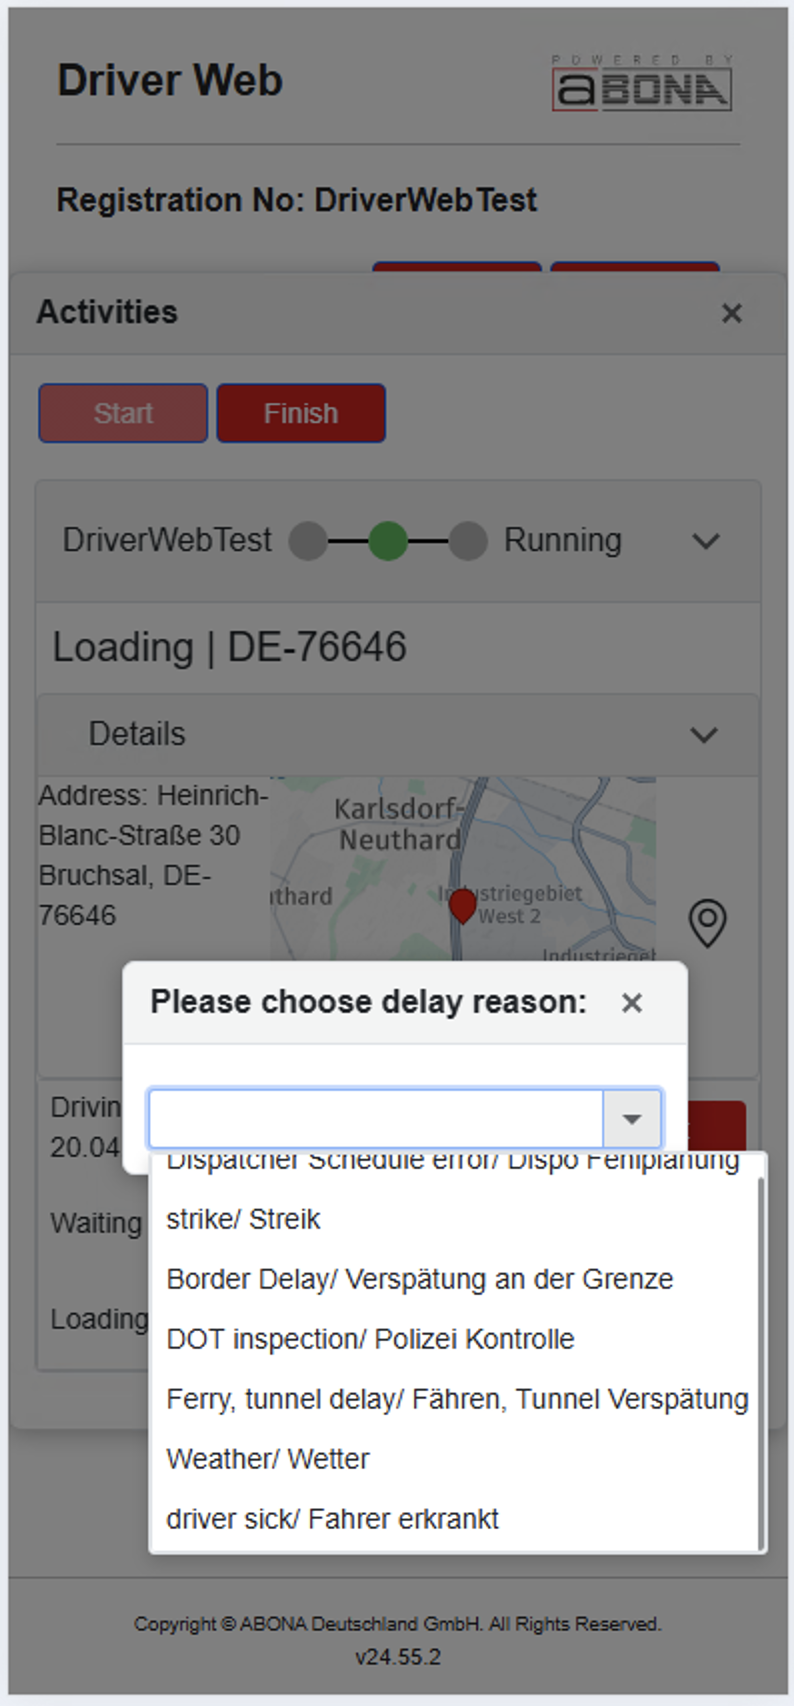 Driver Web
POWERED BY
aBONA
Registration No: DriverWebTest
Activities
Start
Finish
DriverWebTest
Running
Loading | DE-76646
Details
Address: Heinrich-
Blanc-Straße 30
Bruchsal, DE-
76646
Karlsdorf-
Neuthard
uthard
Industriegebiet
West 2
Industriegeb
Please choose delay reason:
Drivin
20.04
Waiting
Loading
Dispatcher Schedule error/ Dispo Fehlplanung
strike/ Streik
Border Delay/ Verspätung an der Grenze
DOT inspection/ Polizei Kontrolle
Ferry, tunnel delay/ Fähren, Tunnel Verspätung
Weather/ Wetter
driver sick/ Fahrer erkrankt
Copyright © ABONA Deutschland GmbH. All Rights Reserved.
v24.55.2